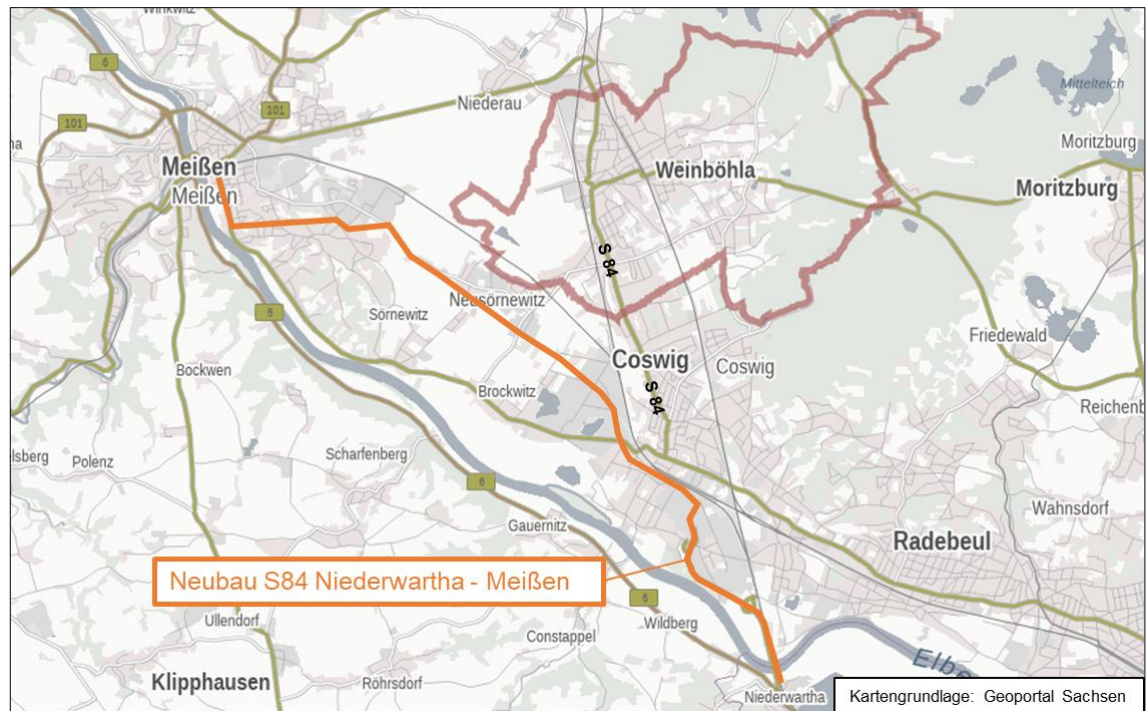 6
101
Niederau
Mittelteich
101
Moritzburg
Meißen
Meißen
Weinböhla
Moritzburg
S 84
6
Sörnewitz
Neusörnewitz
Friedewald
Bockwen
Coswig
Coswig
Brockwitz
S 84
Reichenb
elsberg
Polenz
Scharfenberg
6
Wahnsdorf
Gauernitz
Radebeul
Neubau S84 Niederwartha - Meißen
6
Ullendorf
Wildberg
Constappel
Elbe
Klipphausen
Röhrsdorf
Niederwartha
Kartengrundlage: Geoportal Sachsen